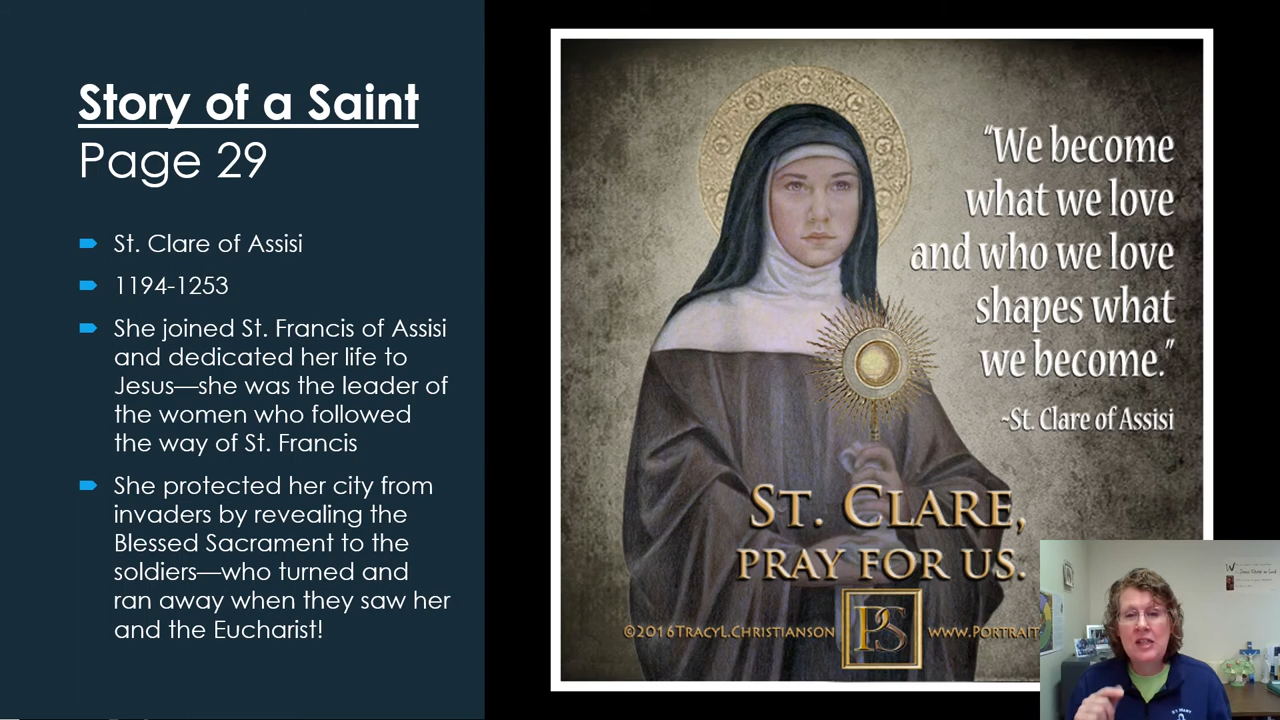 Story of a Saint
Page 29
St. Clare of Assisi
1194-1253
She joined St. Francis of Assisi
and dedicated her life to
Jesus—she was the leader of
the women who followed
the way of St. Francis
She protected her city from
invaders by revealing the
Blessed Sacrament to the
soldiers—who turned and
ran away when they saw her
and the Eucharist!
“We become
what we love
and who we love
shapes what
we become.”
~St. Clare of Assisi
ST. CLARE,
PRAY FOR US.
©2016TRACYL.CHRISTIANSON
PS
WWW.PORTRAIT
ST. MARY